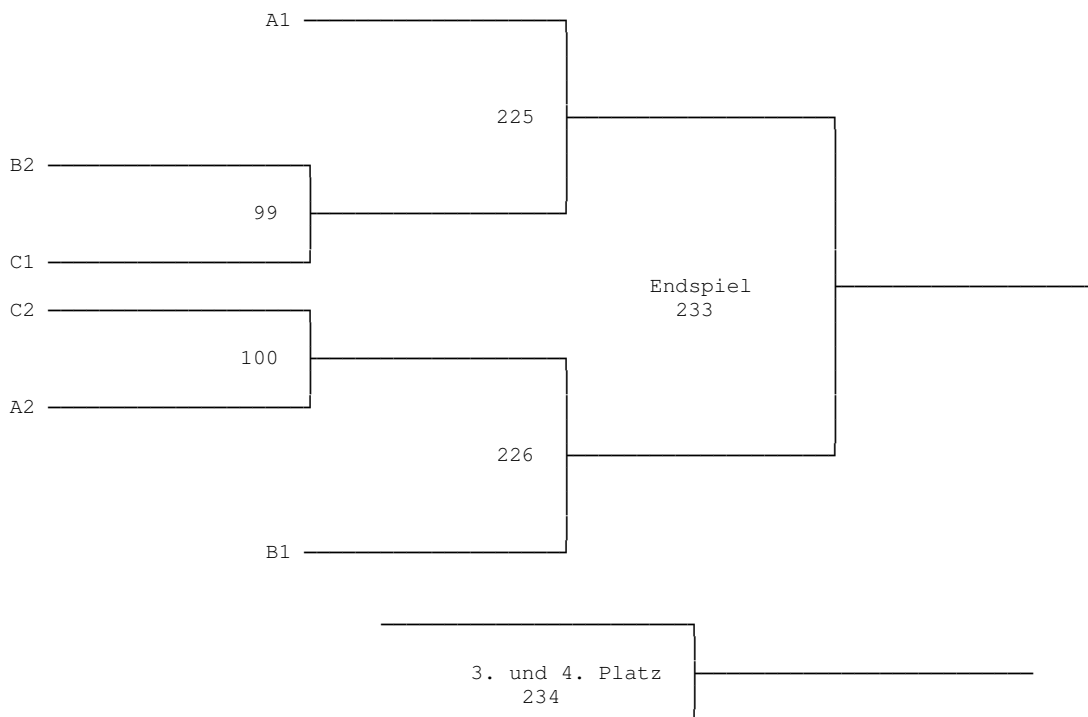 A1
225
B2
99
C1
Endspiel
C2
233
100
A2
226
B1
3. und 4. Platz
234